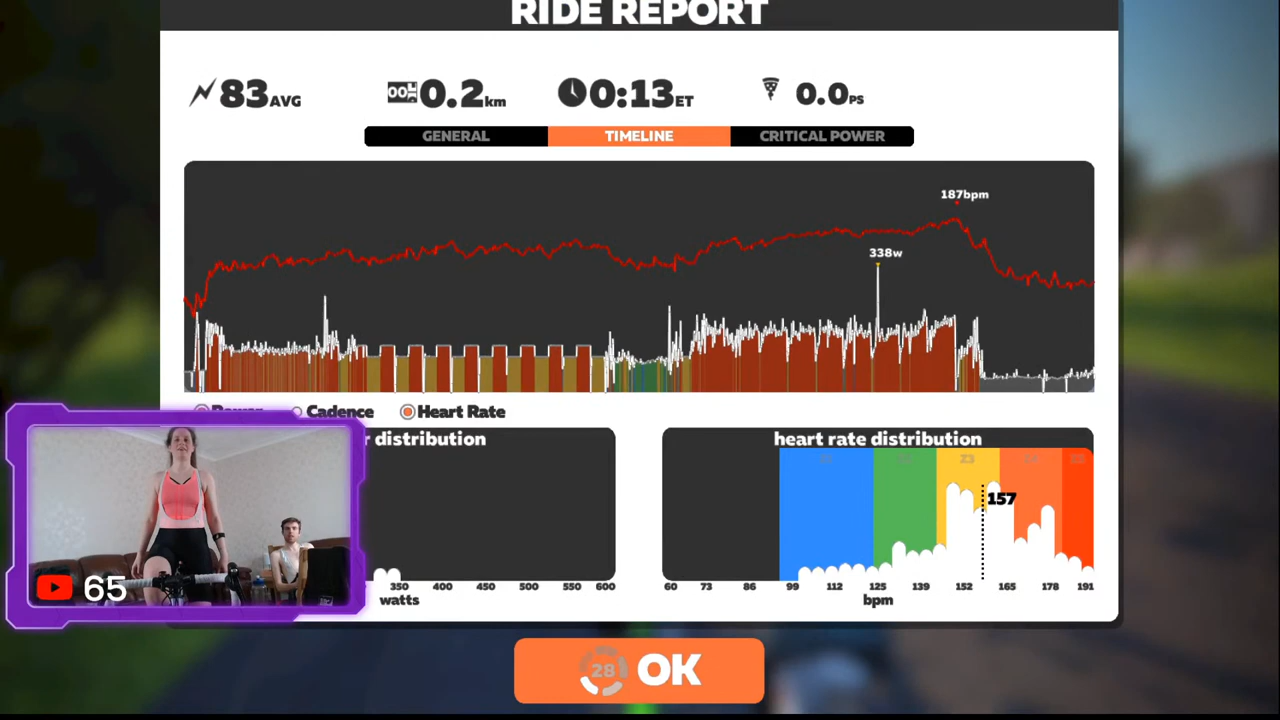 RIDE REPORT
83AVG
0.2km
0:13ET
0.0PS
GENERAL
TIMELINE
CRITICAL POWER
187bpm
338w
Power
Cadence
Heart Rate
distribution
350 400 450 500 550 600
watts
heart rate distribution
Z3
157
60 73 86 99 112 125 139 152 165 178 191
bpm
65
28 OK